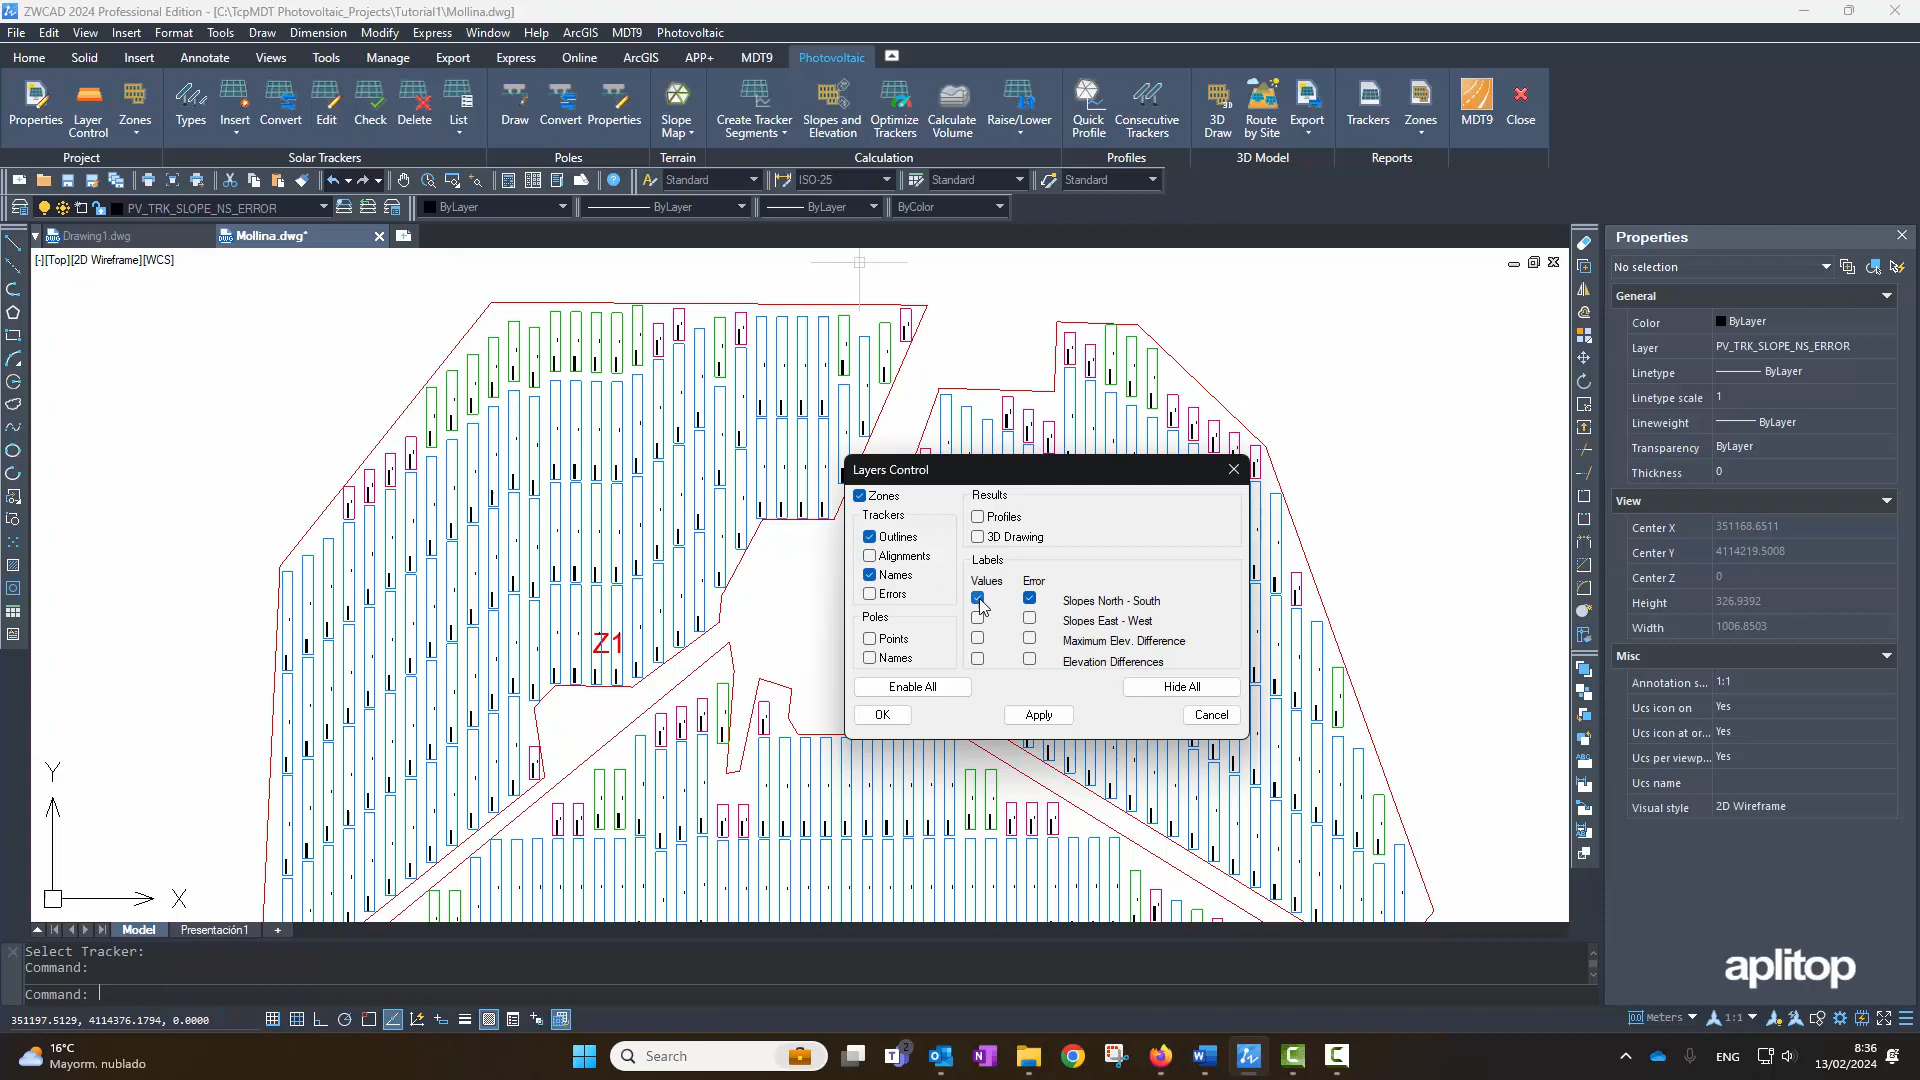 ZWCAD 2024 Professional Edition - [C:\TcpMDT Photovoltaic_Projects\Tutorial1\Mollina.dwg]
File Edit View Insert Format Tools Draw Dimension Modify Express Window Help ArcGIS MDT9 Photovoltaic
Home Solid Insert Annotate Views Tools Manage Export Express Online ArcGIS APP+ MDT9 Photovoltaic
Properties Layer Control Zones Types Insert Convert Edit Check Delete List Draw Convert Properties Slope Map Create Tracker Segments Slopes and Elevation Optimize Trackers Calculate Volume Raise/Lower Quick Profile Consecutive Trackers 3D Draw Route by Site Export Trackers Zones MDT9 Close
Project Solar Trackers Poles Terrain Calculation Profiles 3D Model Reports
Standard ISO-25 Standard Standard
PV_TRK_SLOPE_NS_ERROR ByLayer ByLayer ByLayer ByColor
Drawing1.dwg Mollina.dwg*
[-][Top][2D Wireframe][WCS]
Z1
Y
X
Layers Control
Zones
Trackers
Outlines
Alignments
Names
Errors
Poles
Points
Names
Results
Profiles
3D Drawing
Labels
Values Error
Slopes North - South
Slopes East - West
Maximum Elev. Difference
Elevation Differences
Enable All Hide All
OK Apply Cancel
Properties
No selection
General
Color ByLayer
Layer PV_TRK_SLOPE_NS_ERROR
Linetype ByLayer
Linetype scale 1
Lineweight ByLayer
Transparency ByLayer
Thickness 0
View
Center X 351168.6511
Center Y 4114219.5008
Center Z 0
Height 326.9392
Width 1006.8503
Misc
Annotation s... 1:1
Ucs icon on Yes
Ucs icon at or... Yes
Ucs per viewp... Yes
Ucs name
Visual style 2D Wireframe
Model Presentación1 +
Select Tracker:
Command:
Command:
aplitop
351197.5129, 4114376.1794, 0.0000
Meters 1:1
16°C
Mayorm. nublado
Search
2
ENG
8:36
13/02/2024